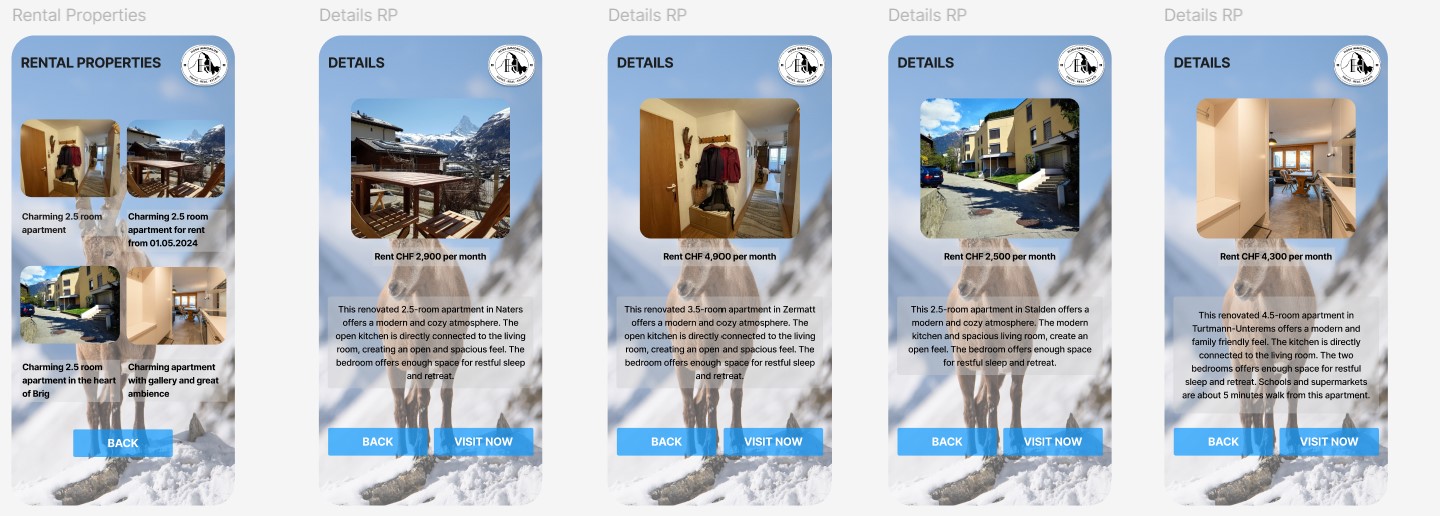 Rental Properties
RENTAL PROPERTIES
Charming 2.5 room
apartment
Charming 2.5 room
apartment for rent
from 01.05.2024
Charming 2.5 room
apartment in the heart
of Brig
Charming apartment
with gallery and great
ambience
BACK
Details RP
DETAILS
Rent CHF 2,900 per month
This renovated 2.5-room apartment in Naters
offers a modern and cozy atmosphere. The
open kitchen is directly connected to the living
room, creating an open and spacious feel. The
bedroom offers enough space for restful sleep
and retreat.
BACK
VISIT NOW
Details RP
DETAILS
Rent CHF 4,900 per month
This renovated 3.5-room apartment in Zermatt
offers a modern and cozy atmosphere. The
open kitchen is directly connected to the living
room, creating an open and spacious feel. The
bedroom offers enough space for restful sleep
and retreat.
BACK
VISIT NOW
Details RP
DETAILS
Rent CHF 2,500 per month
This 2.5-room apartment in Stalden offers a
modern and cozy atmosphere. The modern
kitchen and spacious living room, create an
open feel. The bedroom offers enough space
for restful sleep and retreat.
BACK
VISIT NOW
Details RP
DETAILS
Rent CHF 4,300 per month
This renovated 4.5-room apartment in
Turtmann-Unterems offers a modern and
family friendly feel. The kitchen is directly
connected to the living room. The two
bedrooms offers enough space for restful
sleep and retreat. Schools and supermarkets
are about 5 minutes walk from this apartment.
BACK
VISIT NOW